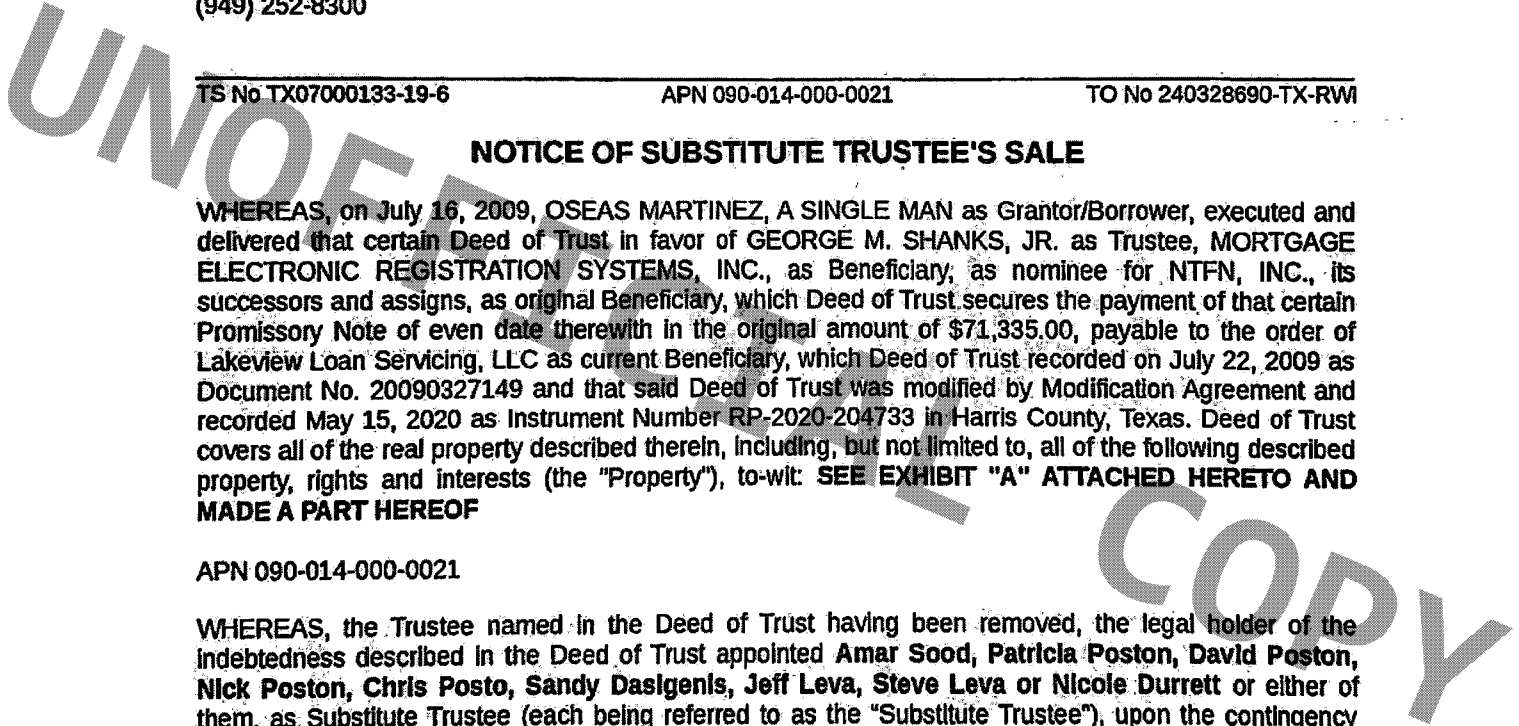 (949) 252-8300
TS No TX07000133-19-6 APN 090-014-000-0021 TO No 240328690-TX-RWI
NOTICE OF SUBSTITUTE TRUSTEE'S SALE
WHEREAS, on July 16, 2009, OSEAS MARTINEZ, A SINGLE MAN as Grantor/Borrower, executed and
delivered that certain Deed of Trust in favor of GEORGE M. SHANKS, JR. as Trustee, MORTGAGE
ELECTRONIC REGISTRATION SYSTEMS, INC., as Beneficiary, as nominee for NTFN, INC., its
successors and assigns, as original Beneficiary, which Deed of Trust secures the payment of that certain
Promissory Note of even date therewith in the original amount of $71,335.00, payable to the order of
Lakeview Loan Servicing, LLC as current Beneficiary, which Deed of Trust recorded on July 22, 2009 as
Document No. 20090327149 and that said Deed of Trust was modified by Modification Agreement and
recorded May 15, 2020 as Instrument Number RP-2020-204733 in Harris County, Texas. Deed of Trust
covers all of the real property described therein, including, but not limited to, all of the following described
property, rights and interests (the "Property"), to-wit: SEE EXHIBIT "A" ATTACHED HERETO AND
MADE A PART HEREOF
APN 090-014-000-0021
WHEREAS, the Trustee named in the Deed of Trust having been removed, the legal holder of the
indebtedness described in the Deed of Trust appointed Amar Sood, Patricia Poston, David Poston,
Nick Poston, Chris Posto, Sandy Dasigenis, Jeff Leva, Steve Leva or Nicole Durrett or either of
them, as Substitute Trustee (each being referred to as the "Substitute Trustee"), upon the contingency
UNOFFICIAL COPY